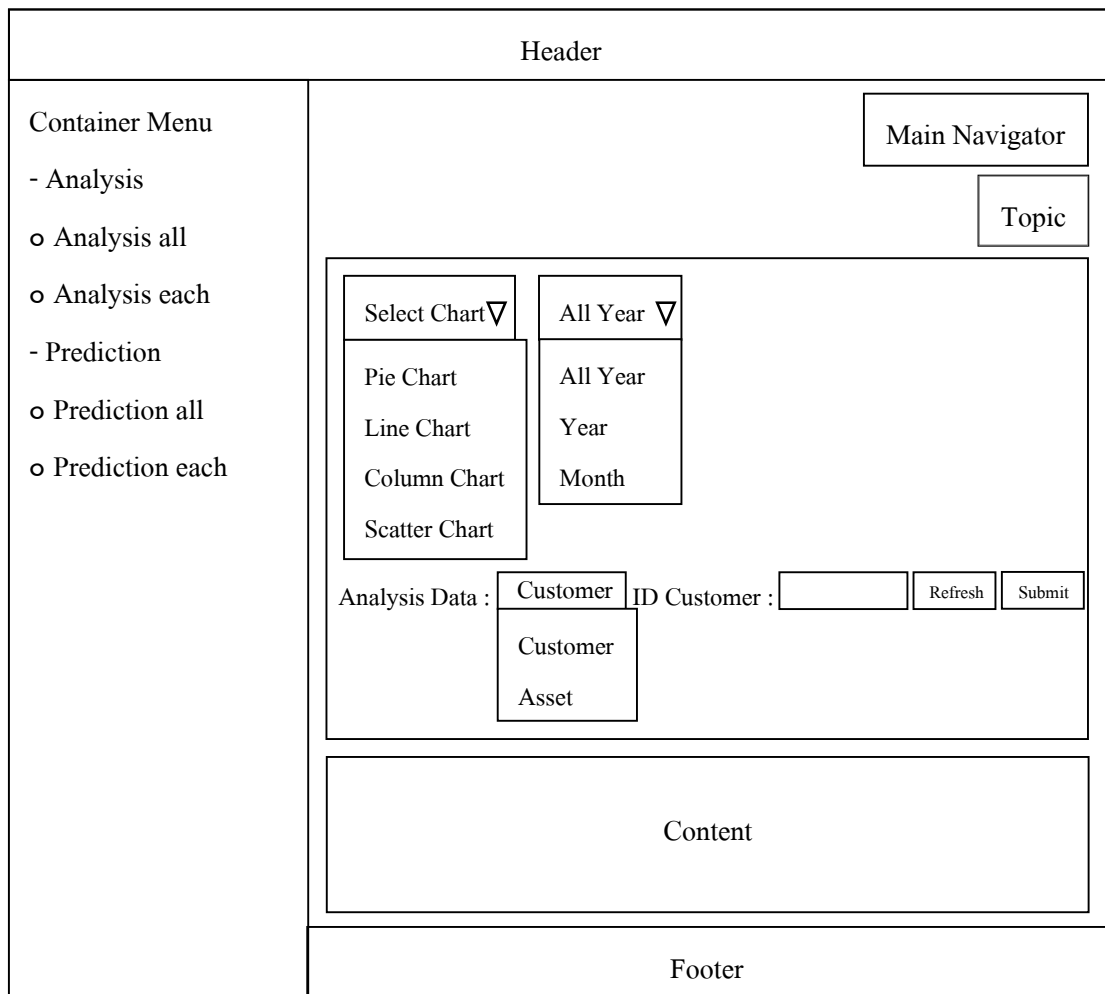 Header
Container Menu
- Analysis
o Analysis all
o Analysis each
- Prediction
o Prediction all
o Prediction each
Main Navigator
Topic
Select Chart
Pie Chart
Line Chart
Column Chart
Scatter Chart
All Year
All Year
Year
Month
Analysis Data : Customer ID Customer : Refresh Submit
Customer
Asset
Content
Footer